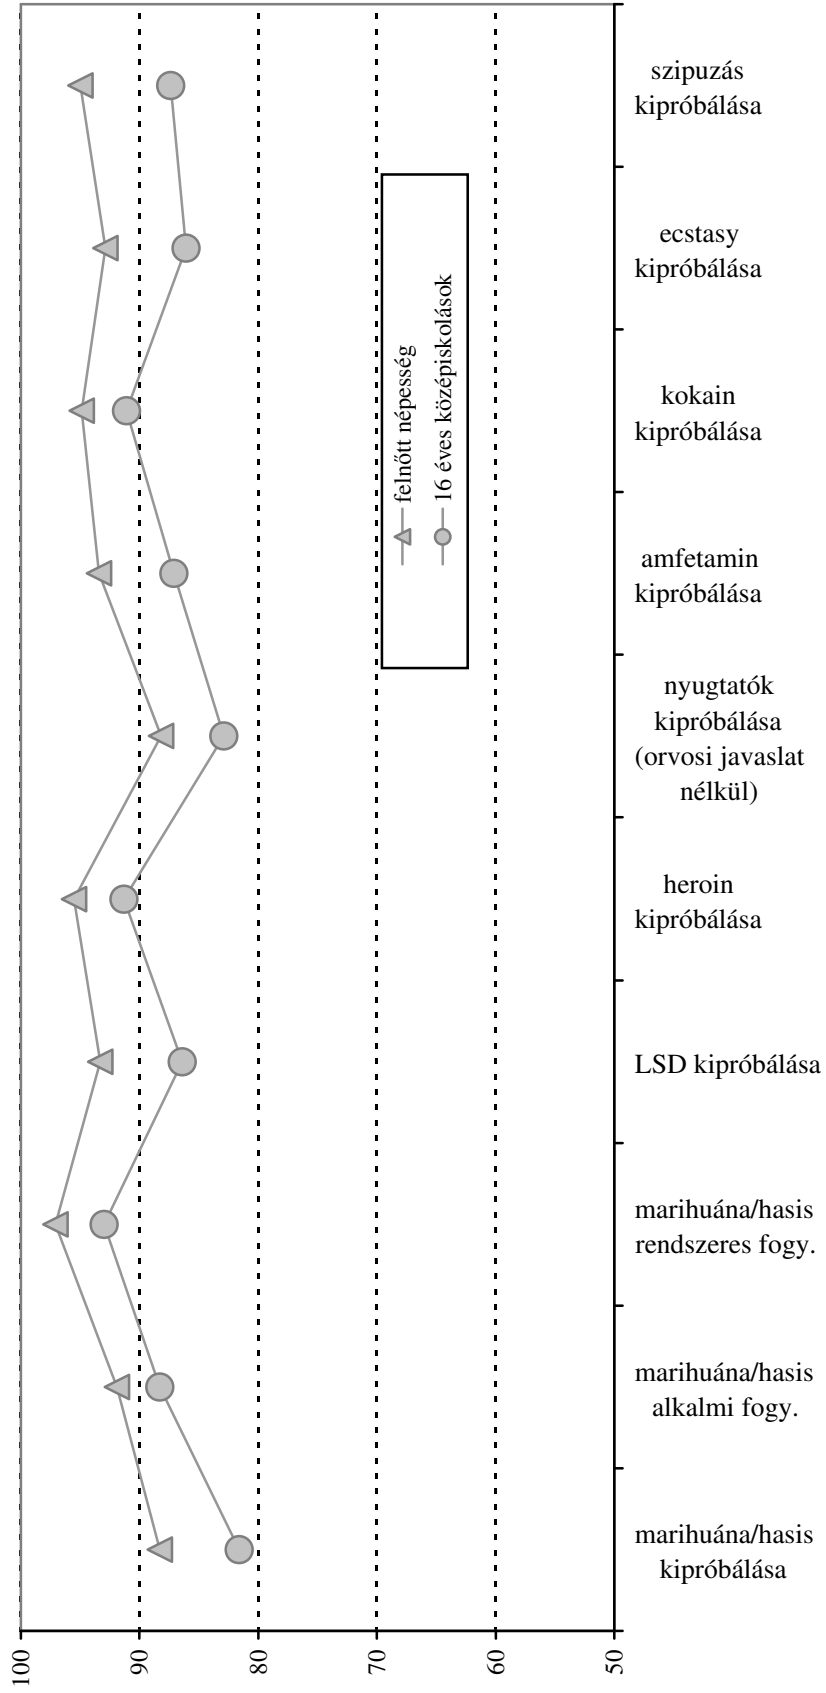 szipuzás
kipróbálása
ecstasy
kipróbálása
kokain
kipróbálása
amfetamin
kipróbálása
nyugtatók
kipróbálása
(orvosi javaslat
nélkül)
heroin
kipróbálása
LSD kipróbálása
marihuána/hasis
rendszeres fogy.
marihuána/hasis
alkalmi fogy.
marihuána/hasis
kipróbálása
felnőtt népesség
16 éves középiskolások
100
90
80
70
60
50